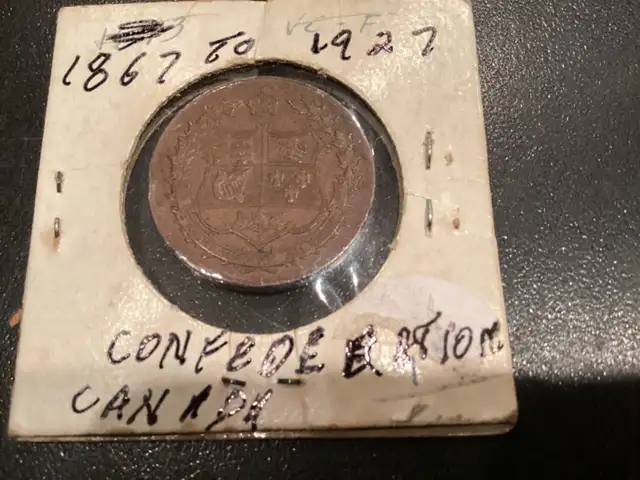 1867 TO 1927
CONFEDERATION
CANADA